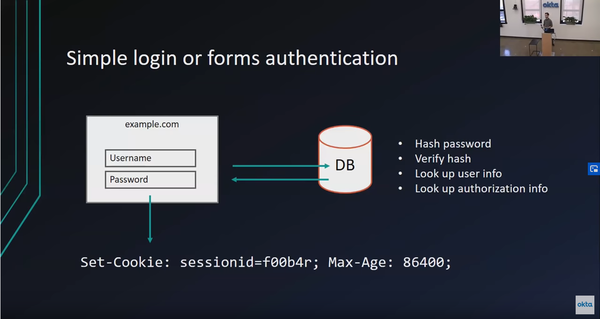 okta
Simple login or forms authentication
example.com
Username
Password
DB
• Hash password
• Verify hash
• Look up user info
• Look up authorization info
Set-Cookie: sessionid=f00b4r; Max-Age: 86400;
okta